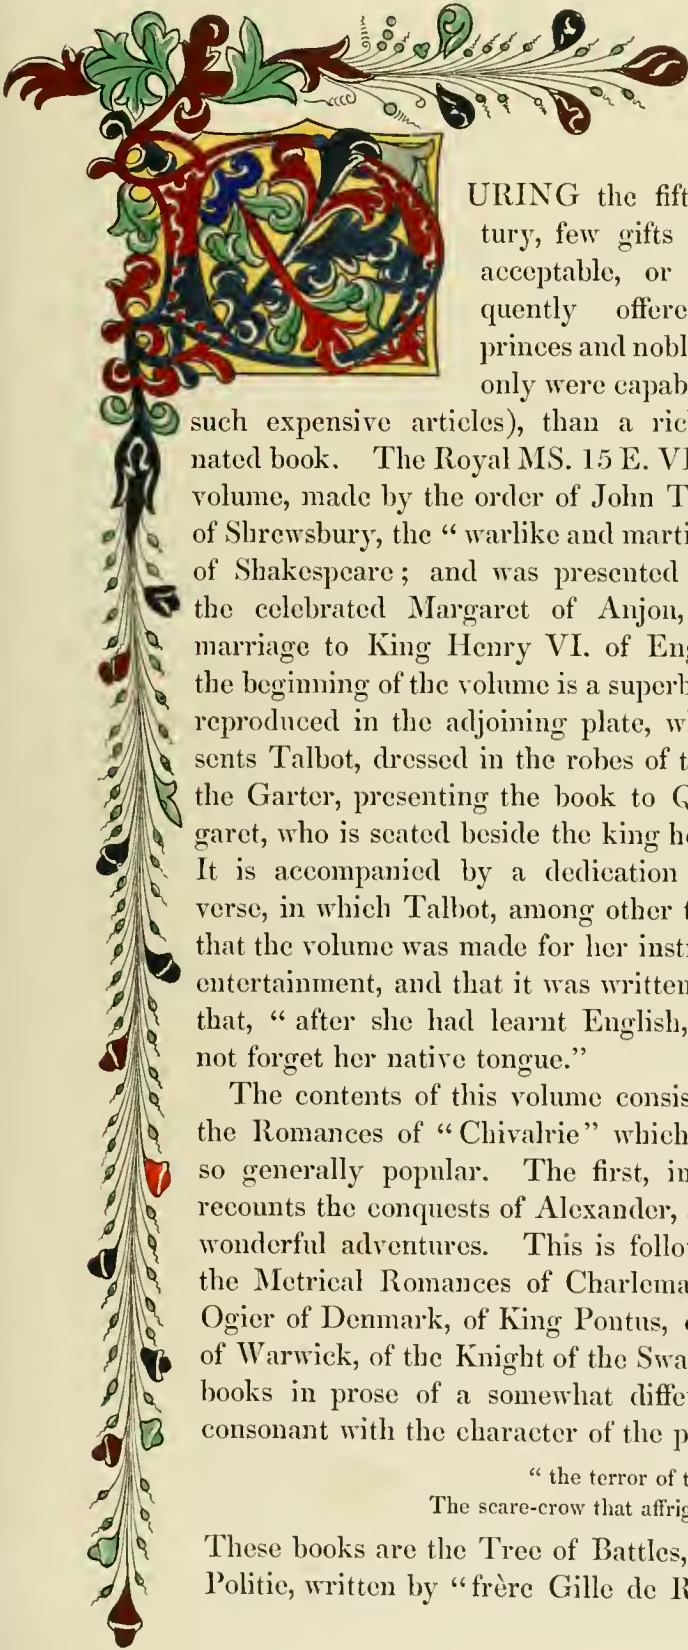 DURING the fift
tury, few gifts
acceptable, or
quently offere
princes and nobl
only were capab
such expensive articles), than a ric
nated book. The Royal MS. 15 E. VI
volume, made by the order of John T
of Shrewsbury, the “ warlike and marti
of Shakespeare ; and was presented
the celebrated Margaret of Anjon,
marriage to King Henry VI. of Eng
the beginning of the volume is a superb
reproduced in the adjoining plate, w
sents Talbot, dressed in the robes of t
the Garter, presenting the book to Q
garet, who is seated beside the king h
It is accompanied by a dedication
verse, in which Talbot, among other t
that the volume was made for her inst
entertainment, and that it was written
that, “ after she had learnt English,
not forget her native tongue.”
The contents of this volume consis
the Romances of “ Chivalrie” which
so generally popular. The first, in
recounts the conquests of Alexander,
wonderful adventures. This is follo
the Metrical Romances of Charlema
Ogier of Denmark, of King Pontus,
of Warwick, of the Knight of the Swa
books in prose of a somewhat diffe
consonant with the character of the p
“ the terror of t
The scare-crow that affrig
These books are the Tree of Battles,
Politic, written by “frère Gille de R